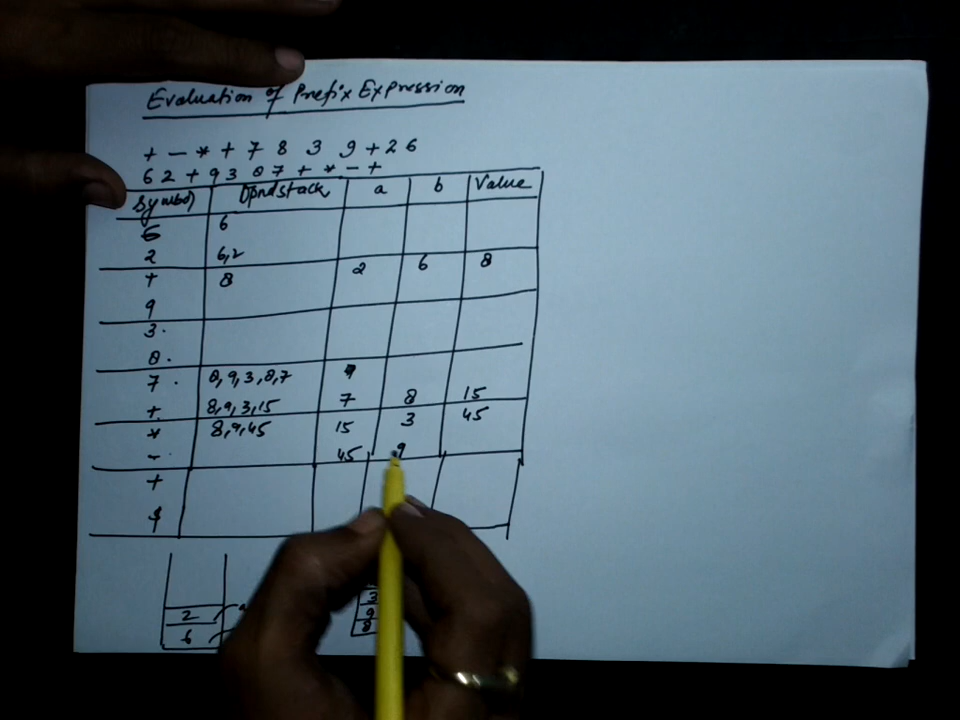 Evaluation of Prefix Expression
+ - * + 7 8 3 9 + 2 6
6 2 + 9 3 8 7 + * - +
Symbol Opndstack a b Value
6 6
2 6,2
+ 8 2 6 8
9
3
8
7 8,9,3,8,7
+ 8,9,3,15 7 8 15
* 8,9,45 15 3 45
- 45 9
+
$
2
6
3
9
8